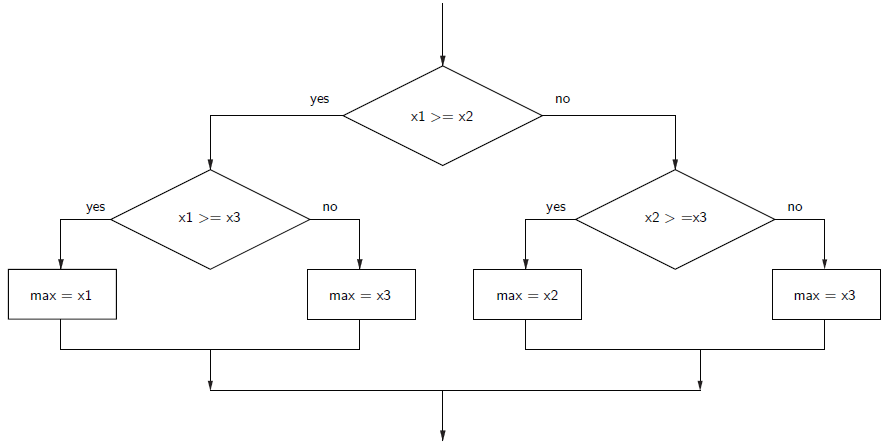 yes
no
x1 >= x2
yes
no
yes
no
x1 >= x3
x2 > =x3
max = x1
max = x3
max = x2
max = x3